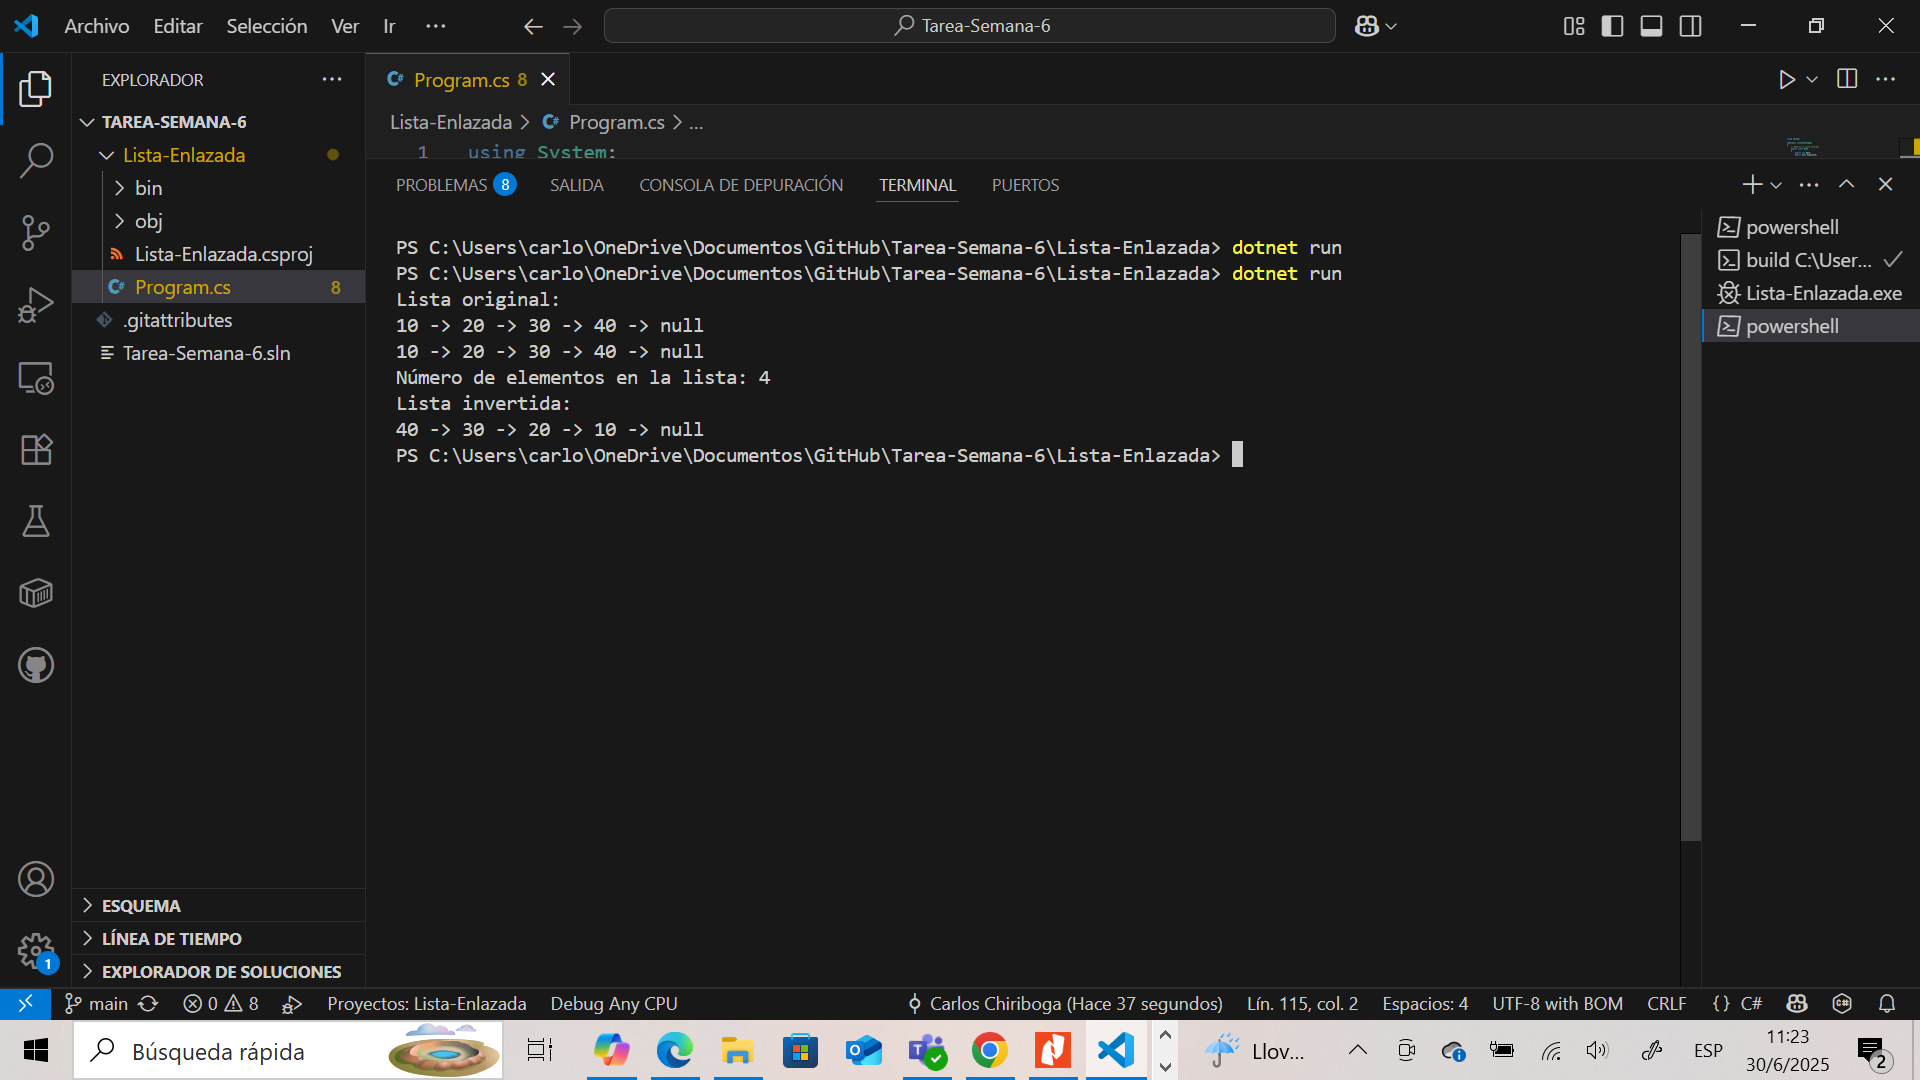 Archivo Editar Selección Ver Ir ···
Tarea-Semana-6
EXPLORADOR ···
TAREA-SEMANA-6
Lista-Enlazada
bin
obj
Lista-Enlazada.csproj
Program.cs 8
.gitattributes
Tarea-Semana-6.sln
ESQUEMA
LÍNEA DE TIEMPO
EXPLORADOR DE SOLUCIONES
1
C# Program.cs 8
Lista-Enlazada > C# Program.cs > ...
1 using System;
PROBLEMAS 8 SALIDA CONSOLA DE DEPURACIÓN TERMINAL PUERTOS
PS C:\Users\carlo\OneDrive\Documentos\GitHub\Tarea-Semana-6\Lista-Enlazada> dotnet run
PS C:\Users\carlo\OneDrive\Documentos\GitHub\Tarea-Semana-6\Lista-Enlazada> dotnet run
Lista original:
10 -> 20 -> 30 -> 40 -> null
10 -> 20 -> 30 -> 40 -> null
Número de elementos en la lista: 4
Lista invertida:
40 -> 30 -> 20 -> 10 -> null
PS C:\Users\carlo\OneDrive\Documentos\GitHub\Tarea-Semana-6\Lista-Enlazada>
powershell
build C:\User...
Lista-Enlazada.exe
powershell
main 0 8 Proyectos: Lista-Enlazada Debug Any CPU Carlos Chiriboga (Hace 37 segundos) Lín. 115, col. 2 Espacios: 4 UTF-8 with BOM CRLF {} C#
Búsqueda rápida
Llov...
ESP
11:23
30/6/2025
2